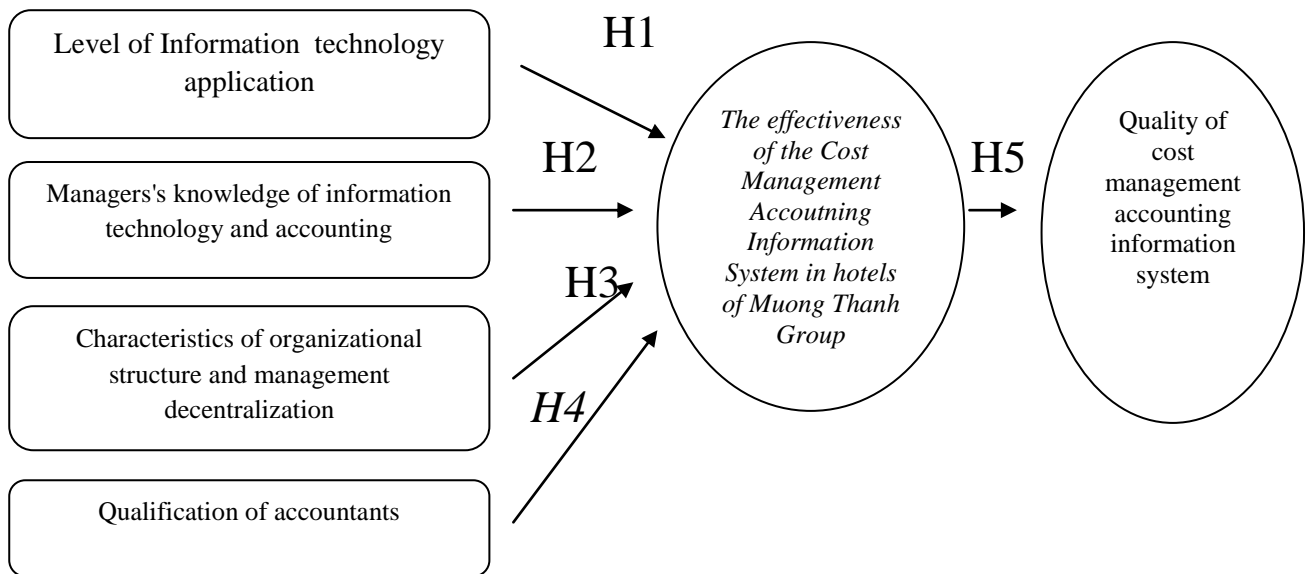 Level of Information technology
application
H1
Managers's knowledge of information
technology and accounting
H2
Characteristics of organizational
structure and management
decentralization
H3
Qualification of accountants
H4
The effectiveness
of the Cost
Management
Accoutning
Information
System in hotels
of Muong Thanh
Group
H5
Quality of
cost
management
accounting
information
system